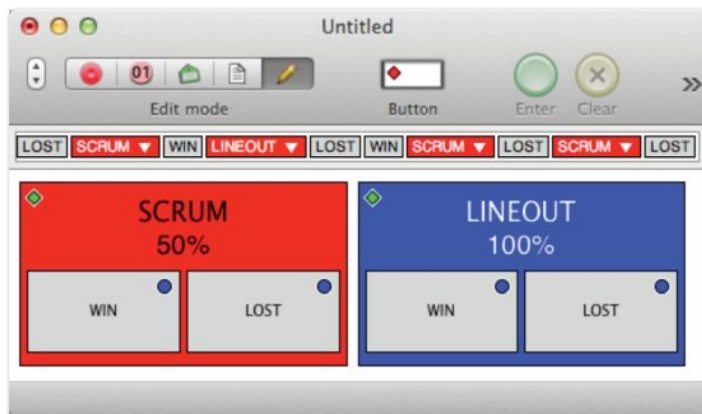 Untitled
01
Edit mode Button Enter Clear
LOST SCRUM ▼ WIN LINEOUT ▼ LOST WIN SCRUM ▼ LOST SCRUM ▼ LOST
SCRUM LINEOUT
50% 100%
WIN LOST WIN LOST